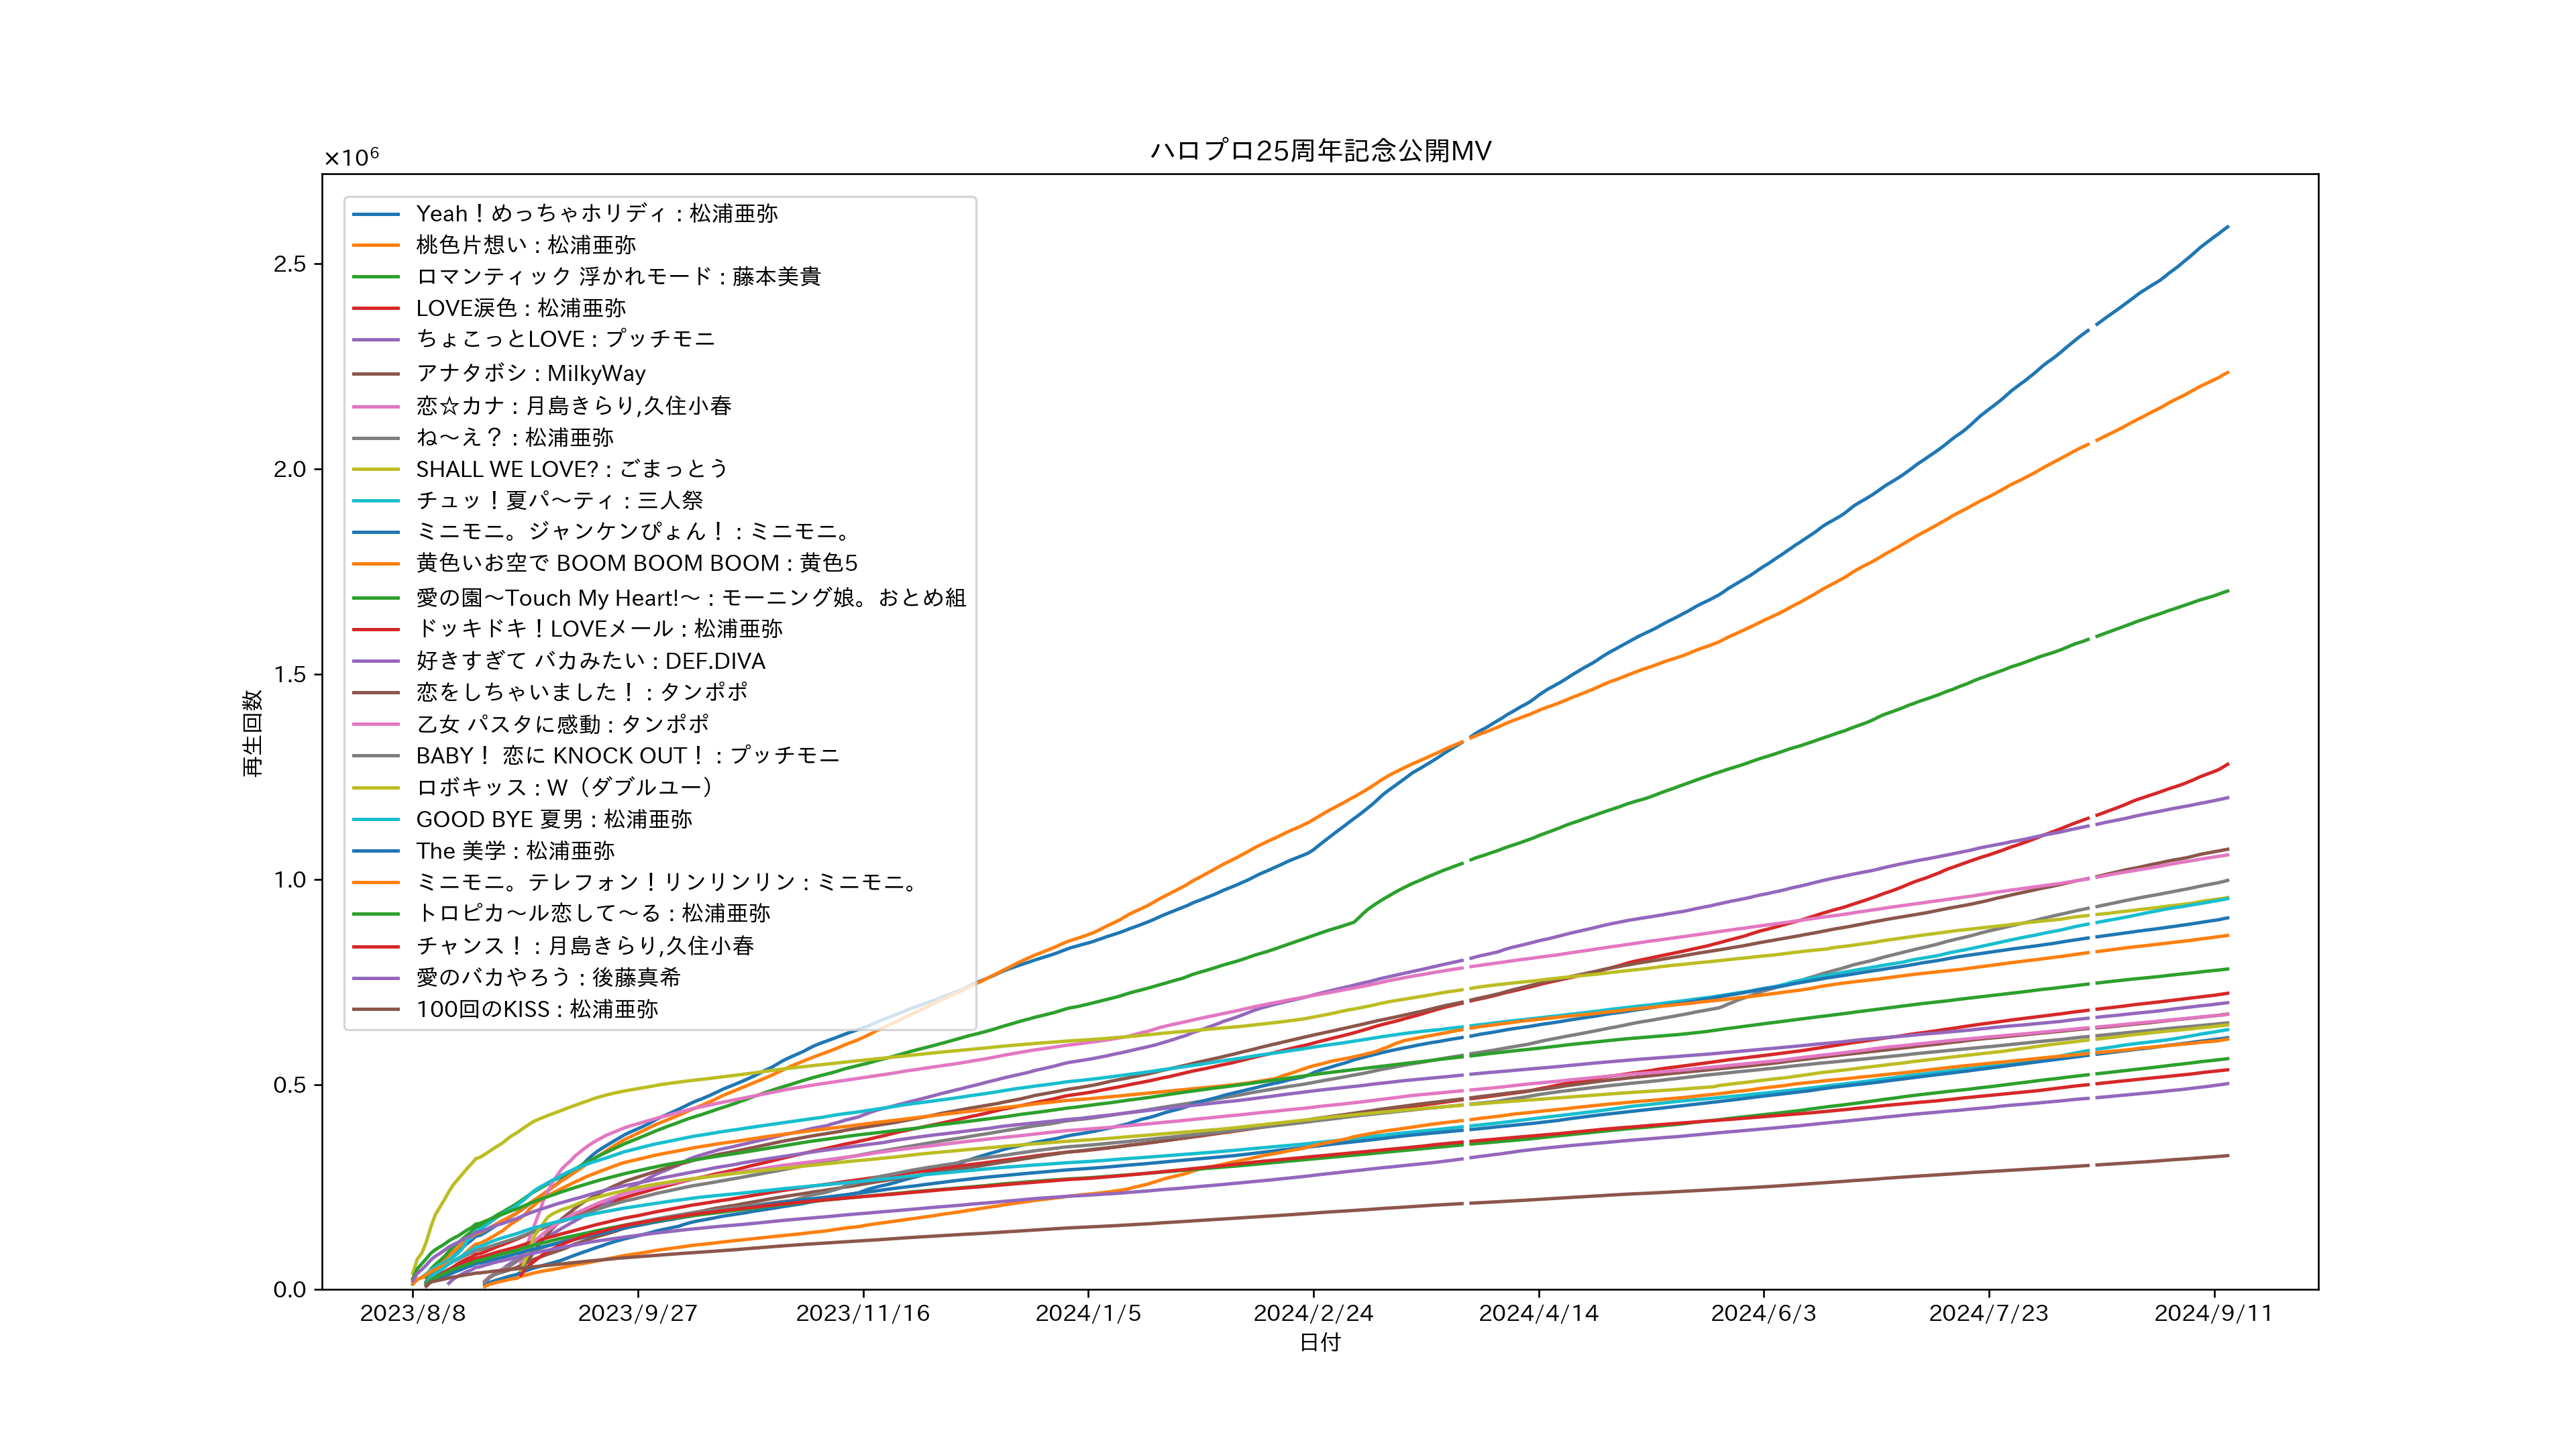 ハロプロ25周年記念公開MV
×10⁶
Yeah！めっちゃホリディ : 松浦亜弥
桃色片想い : 松浦亜弥
ロマンティック 浮かれモード : 藤本美貴
LOVE涙色 : 松浦亜弥
ちょこっとLOVE : プッチモニ
アナタボシ : MilkyWay
恋☆カナ : 月島きらり,久住小春
ね〜え？ : 松浦亜弥
SHALL WE LOVE? : ごまっとう
チュッ！夏パ〜ティ : 三人祭
ミニモニ。ジャンケンぴょん！ : ミニモニ。
黄色いお空で BOOM BOOM BOOM : 黄色5
愛の園〜Touch My Heart!〜 : モーニング娘。おとめ組
ドッキドキ！LOVEメール : 松浦亜弥
好きすぎて バカみたい : DEF.DIVA
恋をしちゃいました！ : タンポポ
乙女 パスタに感動 : タンポポ
BABY！ 恋に KNOCK OUT！ : プッチモニ
ロボキッス : W（ダブルユー）
GOOD BYE 夏男 : 松浦亜弥
The 美学 : 松浦亜弥
ミニモニ。テレフォン！リンリンリン : ミニモニ。
トロピカ〜ル恋して〜る : 松浦亜弥
チャンス！ : 月島きらり,久住小春
愛のバカやろう : 後藤真希
100回のKISS : 松浦亜弥
再生回数
2.5
2.0
1.5
1.0
0.5
0.0
2023/8/8 2023/9/27 2023/11/16 2024/1/5 2024/2/24 2024/4/14 2024/6/3 2024/7/23 2024/9/11
日付